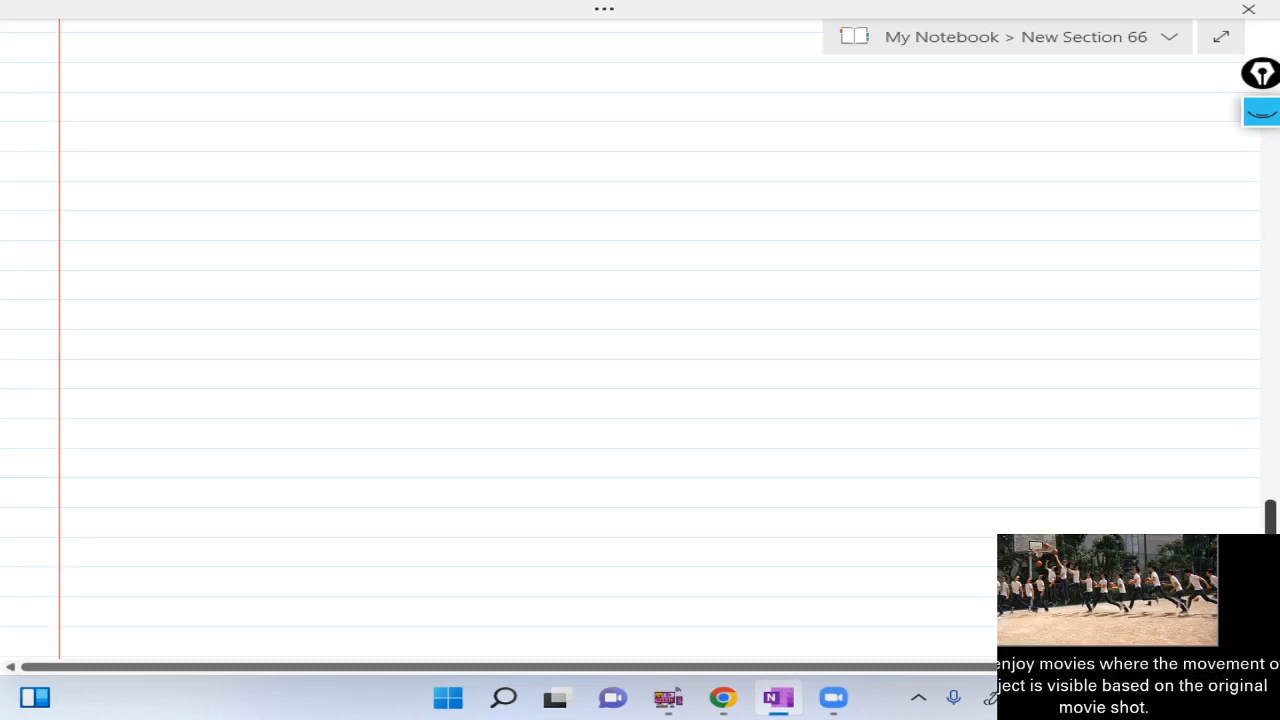 My Notebook > New Section 66
enjoy movies where the movement o
ject is visible based on the original
movie shot.